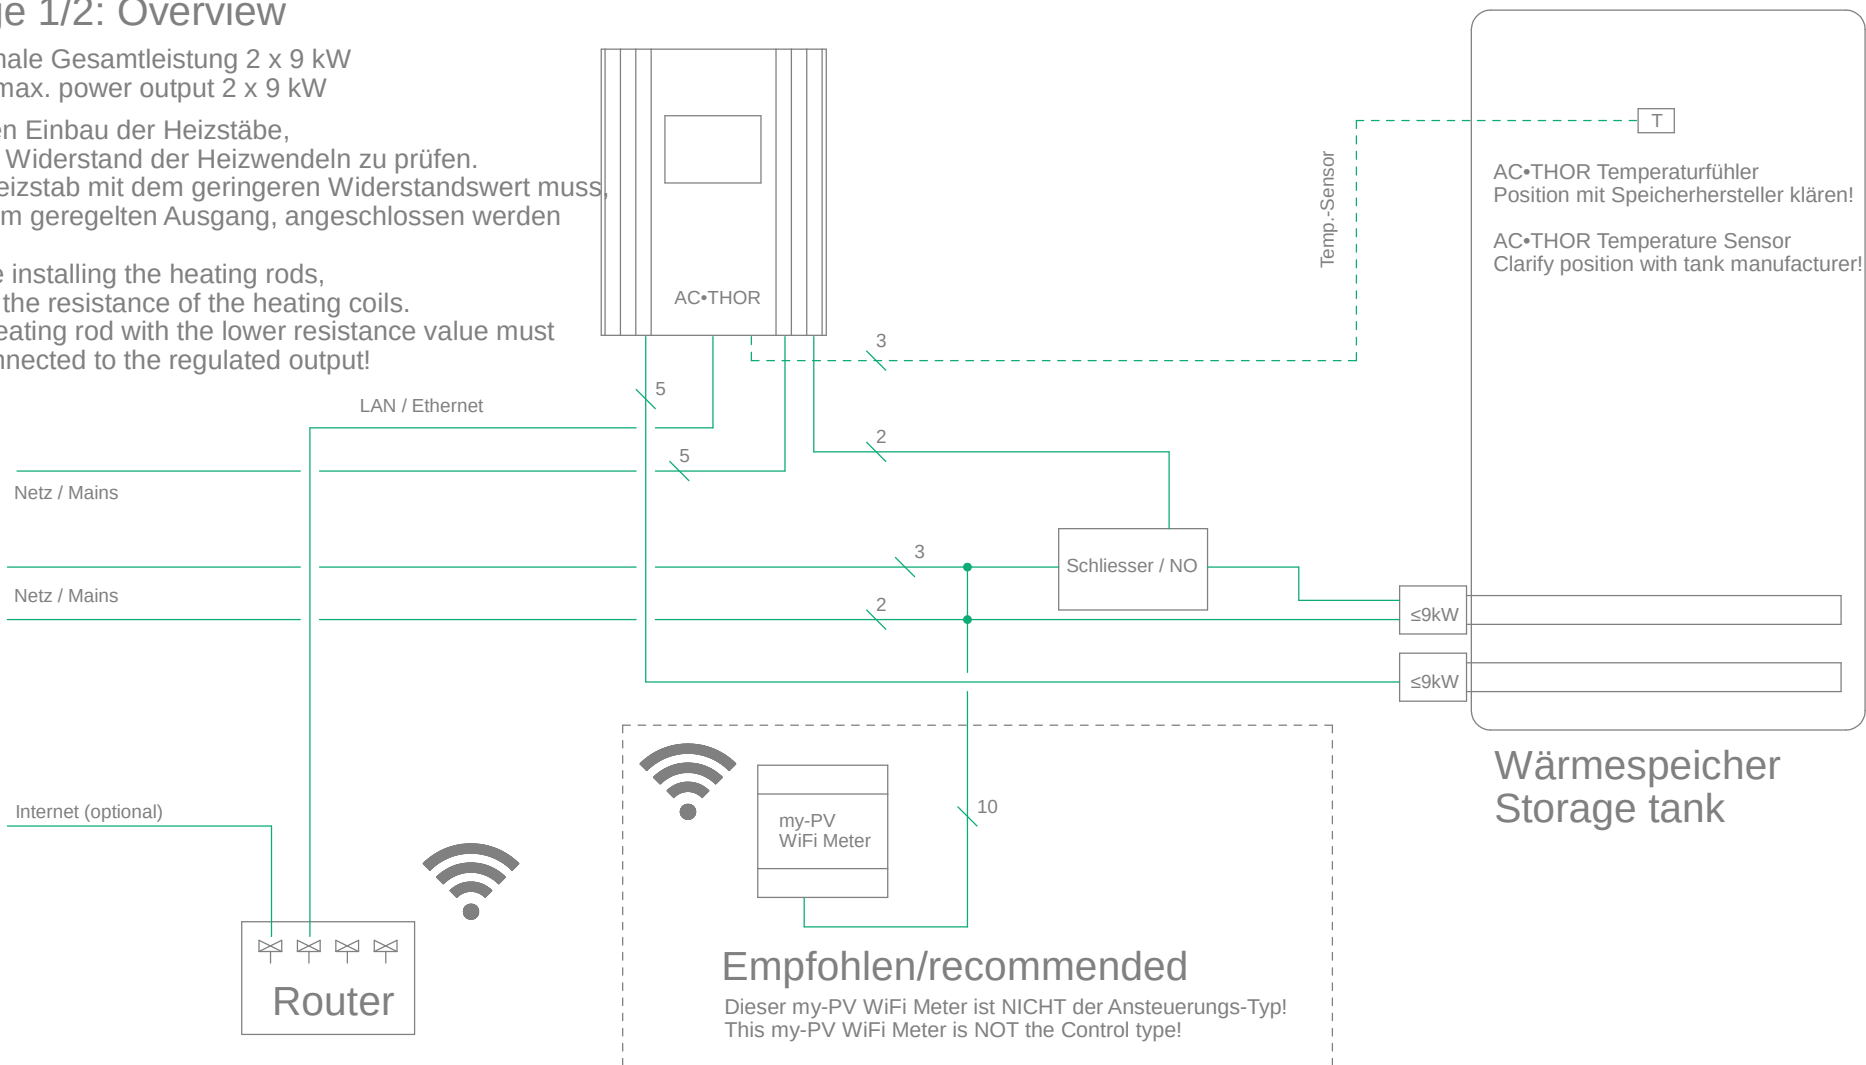 ge 1/2: Overview
nale Gesamtleistung 2 x 9 kW
max. power output 2 x 9 kW
en Einbau der Heizstäbe,
Widerstand der Heizwendeln zu prüfen.
eizstab mit dem geringeren Widerstandswert muss,
m geregelten Ausgang, angeschlossen werden
e installing the heating rods,
the resistance of the heating coils.
eating rod with the lower resistance value must
nnected to the regulated output!
AC•THOR
Temp.-Sensor
T
AC•THOR Temperaturfühler
Position mit Speicherhersteller klären!
AC•THOR Temperature Sensor
Clarify position with tank manufacturer!
3
5
LAN / Ethernet
2
5
Netz / Mains
3
Schliesser / NO
Netz / Mains
2
≤9kW
≤9kW
Wärmespeicher
Storage tank
Internet (optional)
my-PV
WiFi Meter
10
Router
Empfohlen/recommended
Dieser my-PV WiFi Meter ist NICHT der Ansteuerungs-Typ!
This my-PV WiFi Meter is NOT the Control type!